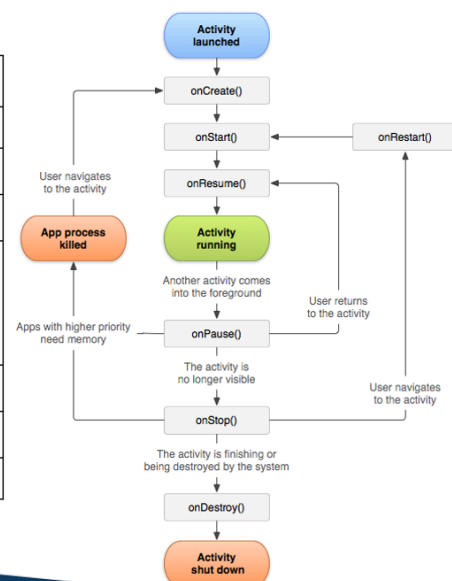 Activity
launched
onCreate()
onStart()
onRestart()
User navigates
to the activity
onResume()
App process
killed
Activity
running
Another activity comes
into the foreground
User returns
to the activity
Apps with higher priority
need memory
onPause()
The activity is
no longer visible
User navigates
to the activity
onStop()
The activity is finishing or
being destroyed by the system
onDestroy()
Activity
shut down